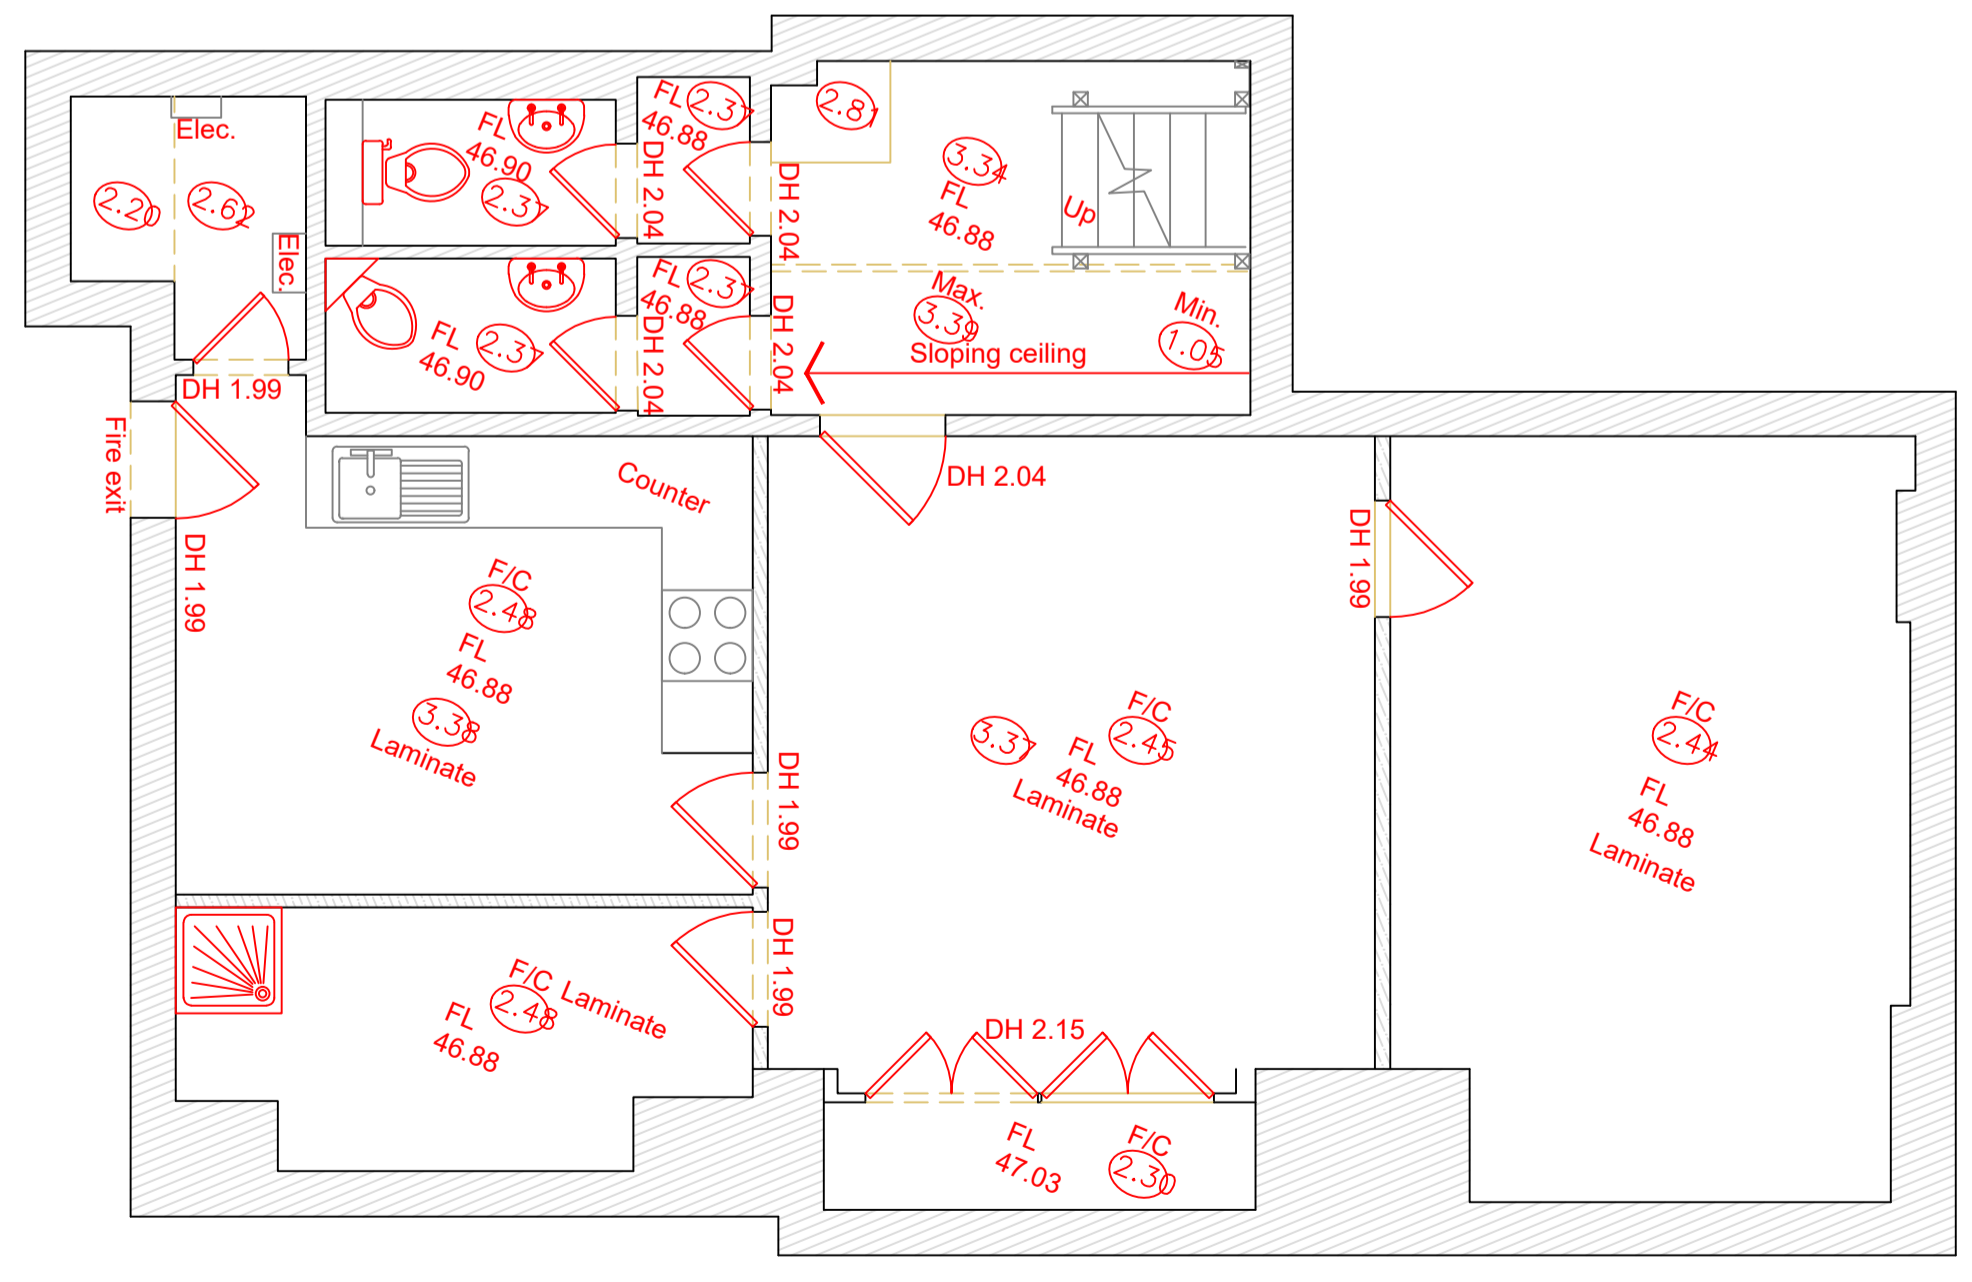 Elec.
2.20
2.62
Elec.
DH 1.99
Fire exit
DH 1.99
FL
46.90
2.37
DH 2.04
FL
46.88
2.37
DH 2.04
FL
46.90
2.37
DH 2.04
FL
46.88
2.37
DH 2.04
2.81
3.34
FL
46.88
Up
Max.
3.39
Min.
1.05
Sloping ceiling
DH 2.04
Counter
F/C
2.48
FL
46.88
3.38
Laminate
DH 1.99
F/C
2.48
Laminate
FL
46.88
DH 1.99
3.37
F/C
2.45
FL
46.88
Laminate
DH 1.99
DH 2.15
FL
47.03
F/C
2.30
F/C
2.44
FL
46.88
Laminate